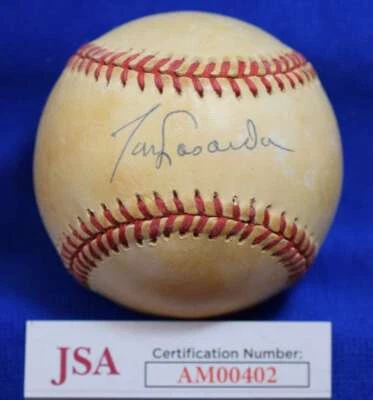 Tom Lasorda
JSA
Certification Number:
AM00402